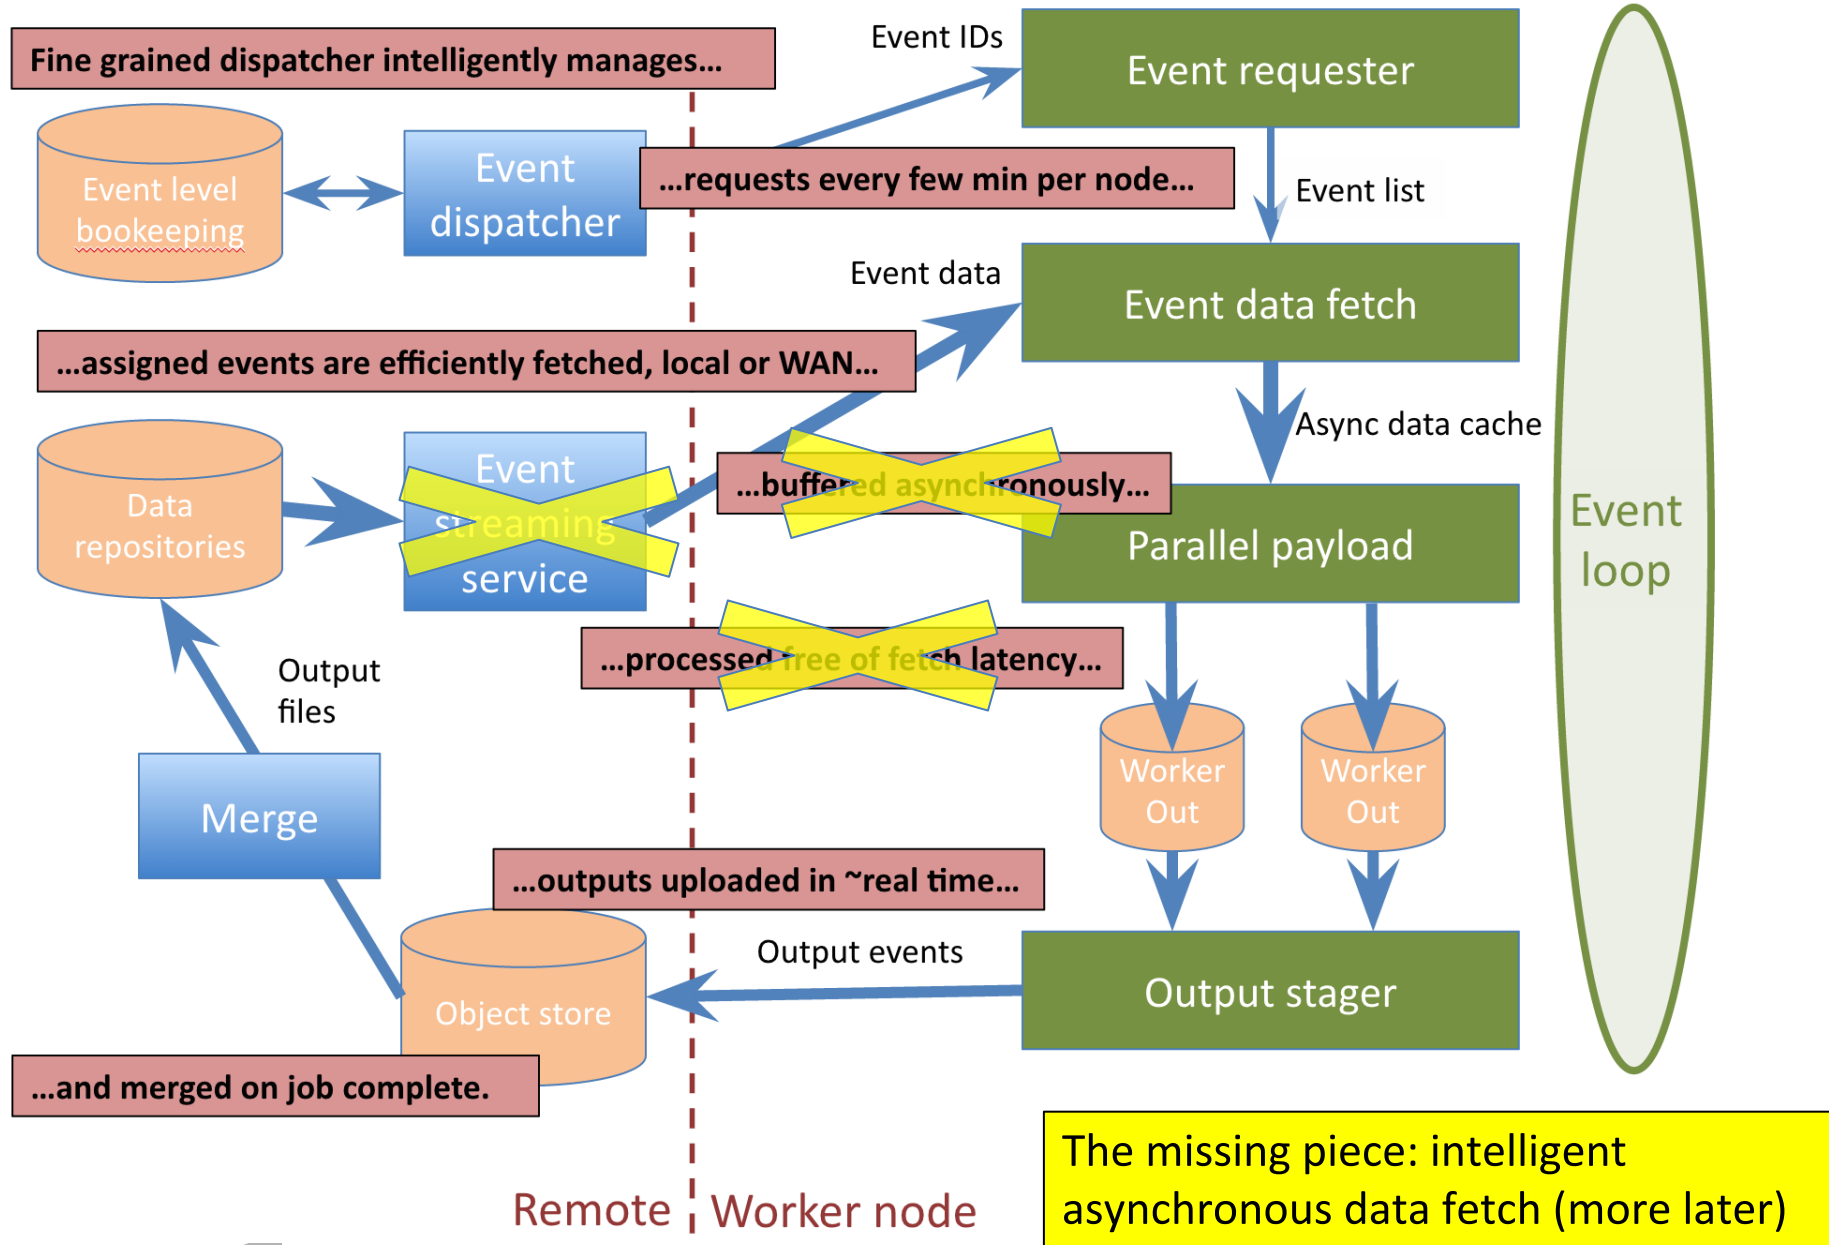 Fine grained dispatcher intelligently manages…
Event IDs
Event requester
Event level
bookeeping
Event
dispatcher
…requests every few min per node…
Event list
Event data
Event data fetch
…assigned events are efficiently fetched, local or WAN…
Async data cache
Data
repositories
Event
streaming
service
…buffered asynchronously…
Parallel payload
Event
loop
…processed free of fetch latency…
Output
files
Worker
Out
Worker
Out
Merge
…outputs uploaded in ~real time…
Output events
Object store
Output stager
…and merged on job complete.
The missing piece: intelligent
asynchronous data fetch (more later)
Remote
Worker node